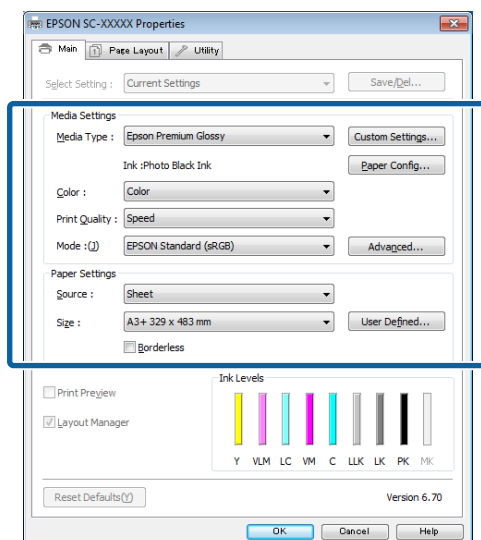 EPSON SC-XXXXX Properties
Main Page Layout Utility
Select Setting : Current Settings Save/Del...
Media Settings
Media Type : Epson Premium Glossy Custom Settings...
Ink :Photo Black Ink Paper Config...
Color : Color
Print Quality : Speed
Mode :(J) EPSON Standard (sRGB) Advanced...
Paper Settings
Source : Sheet
Size : A3+ 329 x 483 mm User Defined...
Borderless
Ink Levels
Print Preview
Layout Manager
Y VLM LC VM C LLK LK PK MK
Reset Defaults(Y) Version 6.70
OK Cancel Help